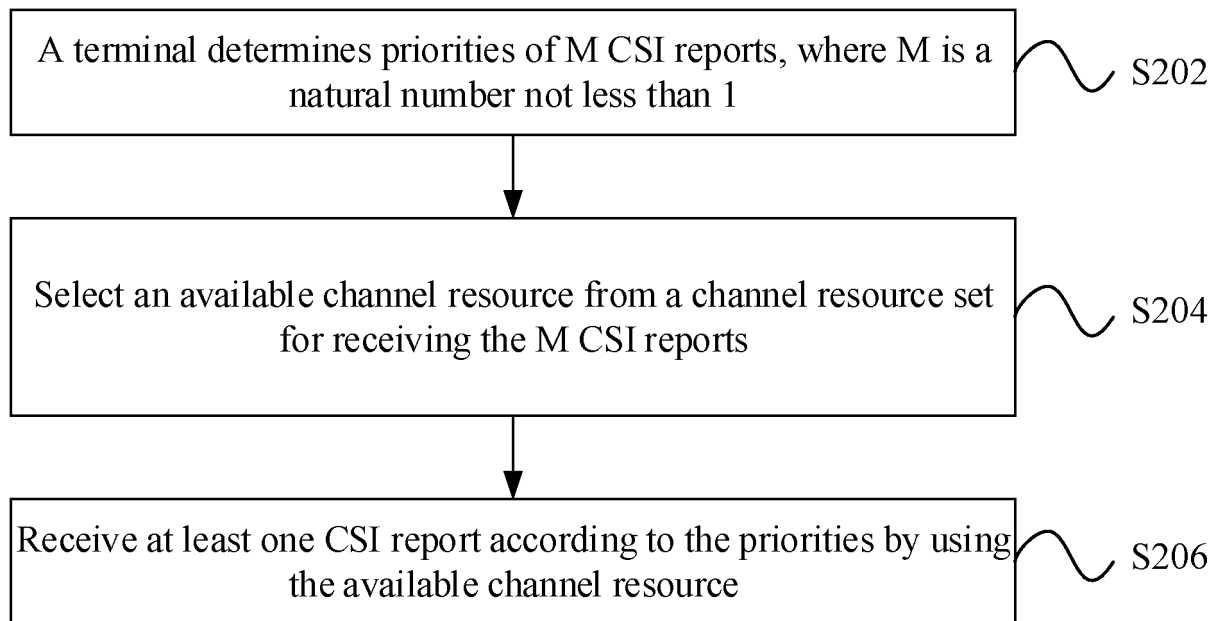 A terminal determines priorities of M CSI reports, where M is a
natural number not less than 1
S202
Select an available channel resource from a channel resource set
for receiving the M CSI reports
S204
Receive at least one CSI report according to the priorities by using
the available channel resource
S206